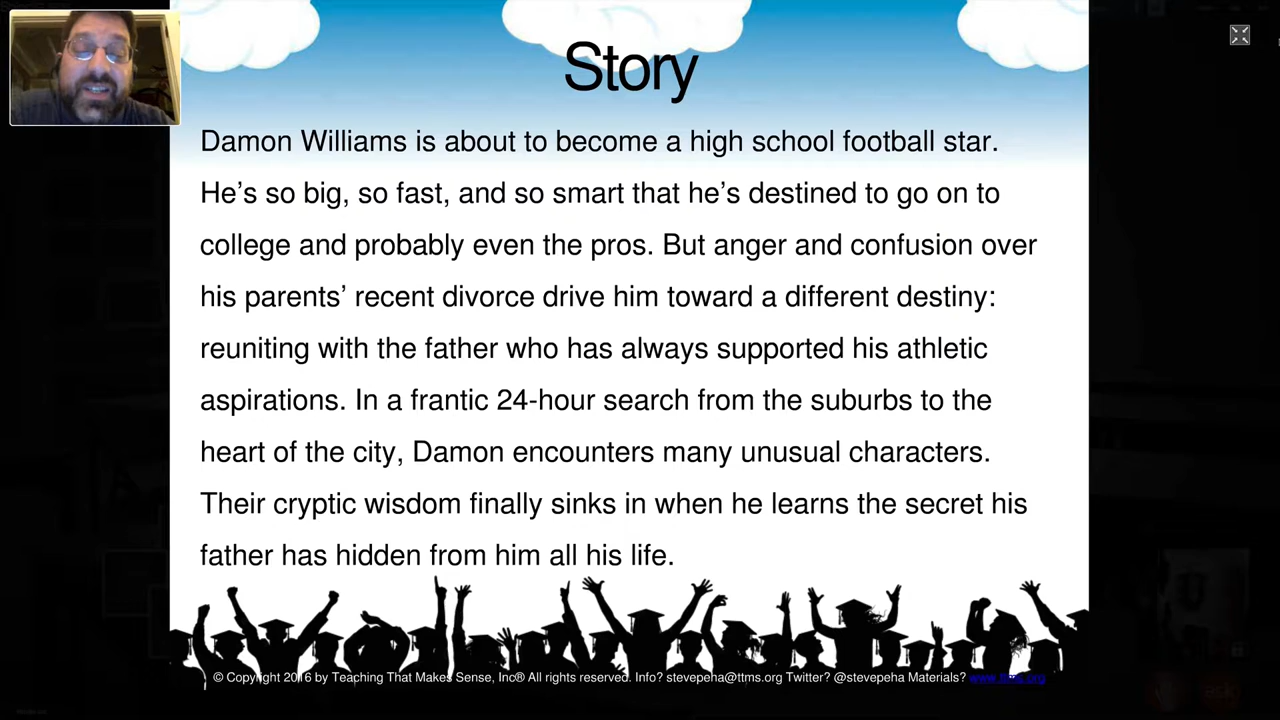 Story
Damon Williams is about to become a high school football star.
He’s so big, so fast, and so smart that he’s destined to go on to
college and probably even the pros. But anger and confusion over
his parents’ recent divorce drive him toward a different destiny:
reuniting with the father who has always supported his athletic
aspirations. In a frantic 24-hour search from the suburbs to the
heart of the city, Damon encounters many unusual characters.
Their cryptic wisdom finally sinks in when he learns the secret his
father has hidden from him all his life.
© Copyright 2016 by Teaching That Makes Sense, Inc® All rights reserved. Info? stevepeha@ttms.org Twitter? @stevepeha Materials? www.ttms.org